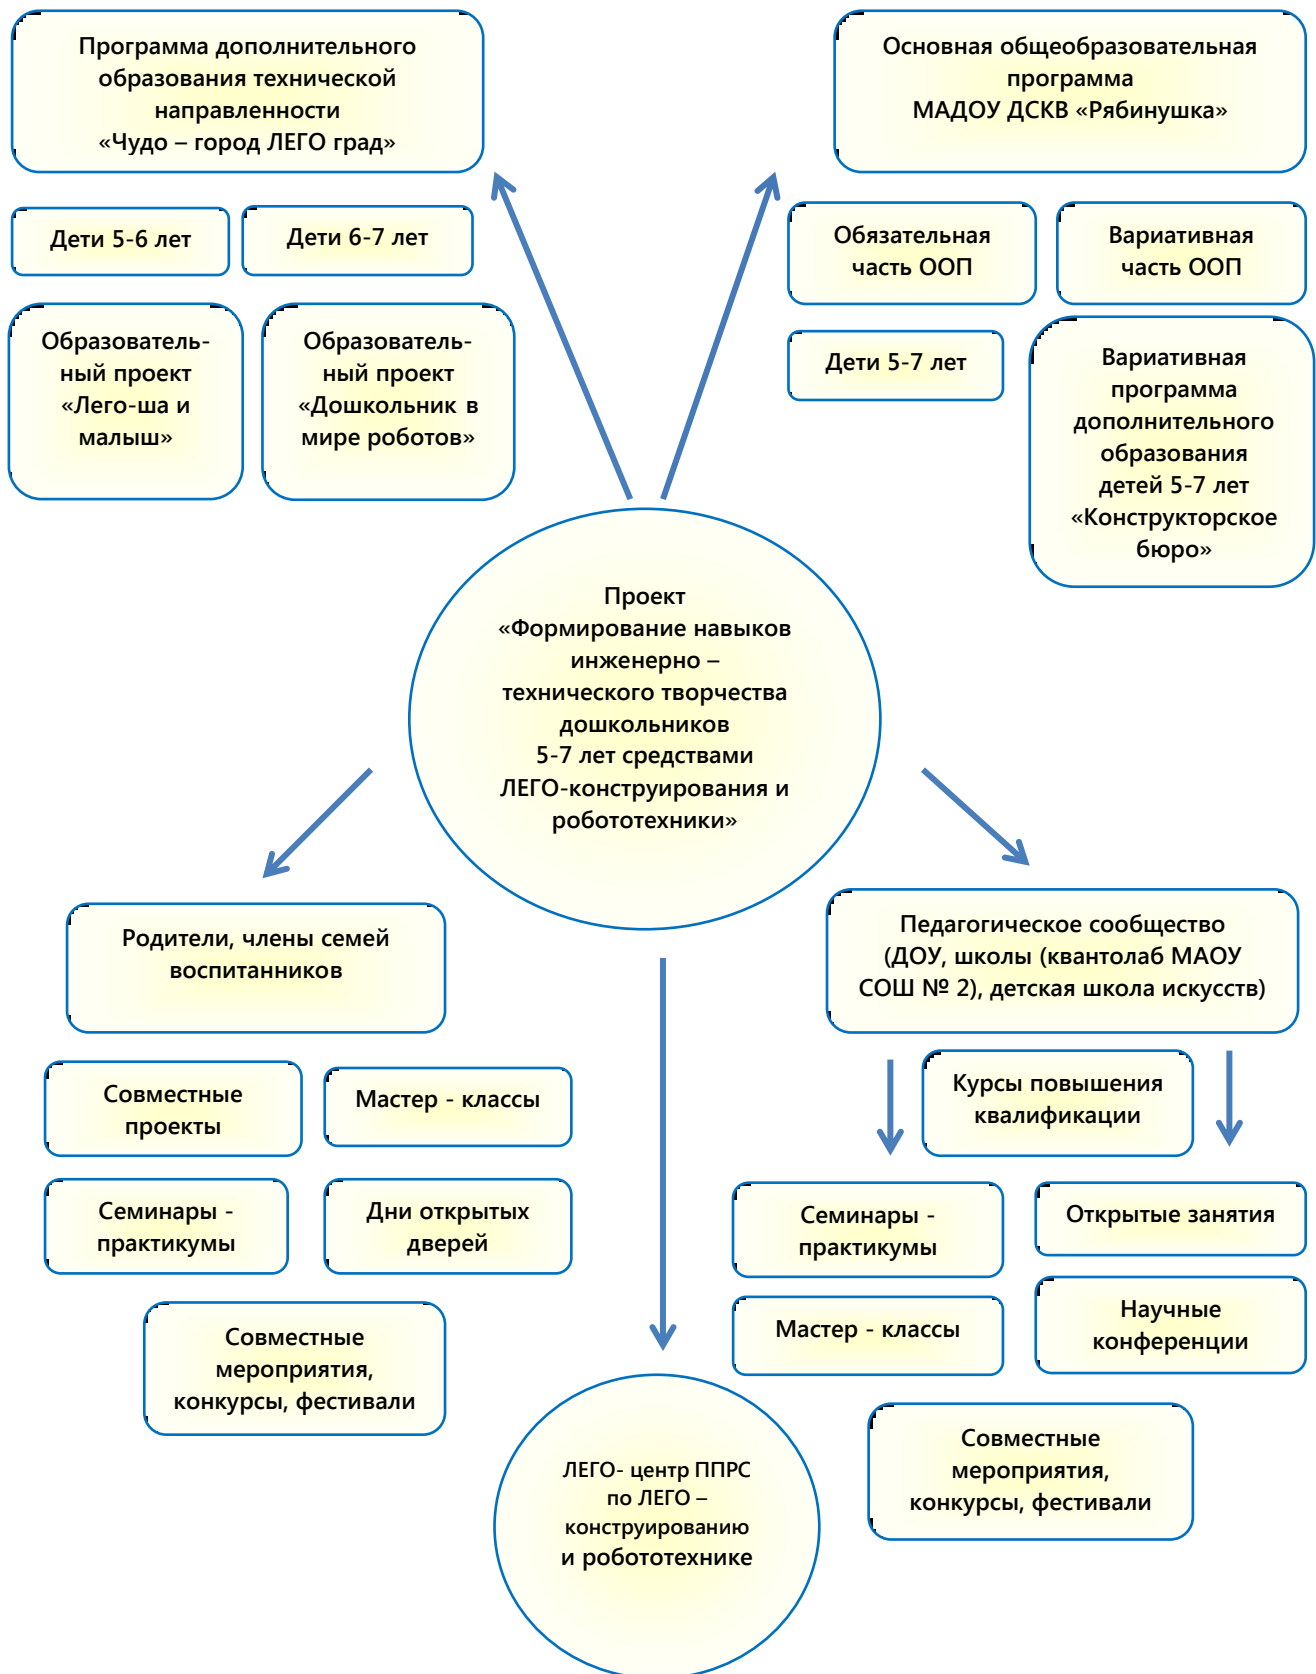 Программа дополнительного
образования технической
направленности
«Чудо – город ЛЕГО град»
Основная общеобразовательная
программа
МАДОУ ДСКВ «Рябинушка»
Дети 5-6 лет
Дети 6-7 лет
Обязательная
часть ООП
Вариативная
часть ООП
Образователь-
ный проект
«Лего-ша и
малыш»
Образователь-
ный проект
«Дошкольник в
мире роботов»
Дети 5-7 лет
Вариативная
программа
дополнительного
образования
детей 5-7 лет
«Конструкторское
бюро»
Проект
«Формирование навыков
инженерно –
технического творчества
дошкольников
5-7 лет средствами
ЛЕГО-конструирования и
робототехники»
Родители, члены семей
воспитанников
Педагогическое сообщество
(ДОУ, школы (квантолаб МАОУ
СОШ № 2), детская школа искусств)
Совместные
проекты
Мастер - классы
Семинары -
практикумы
Дни открытых
дверей
Совместные
мероприятия,
конкурсы, фестивали
Курсы повышения
квалификации
Семинары -
практикумы
Открытые занятия
Мастер - классы
Научные
конференции
Совместные
мероприятия,
конкурсы, фестивали
ЛЕГО- центр ППРС
по ЛЕГО –
конструированию
и робототехнике